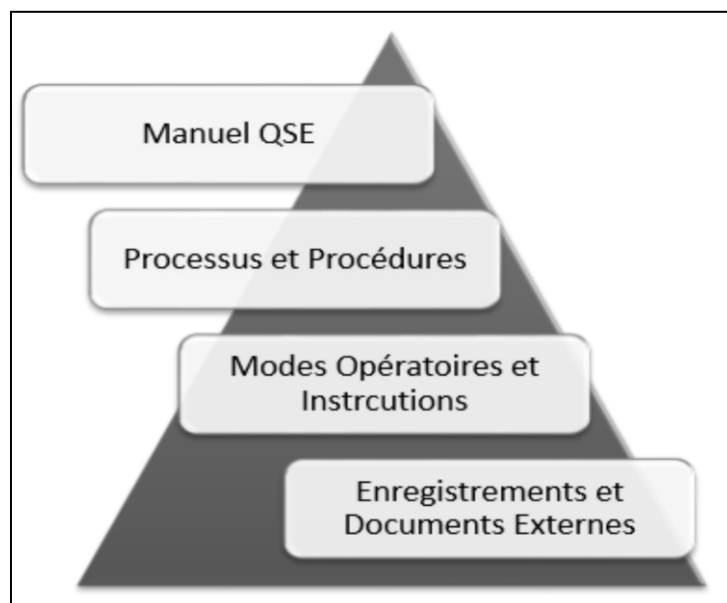 Manuel QSE
Processus et Procédures
Modes Opératoires et
Instrcutions
Enregistrements et
Documents Externes